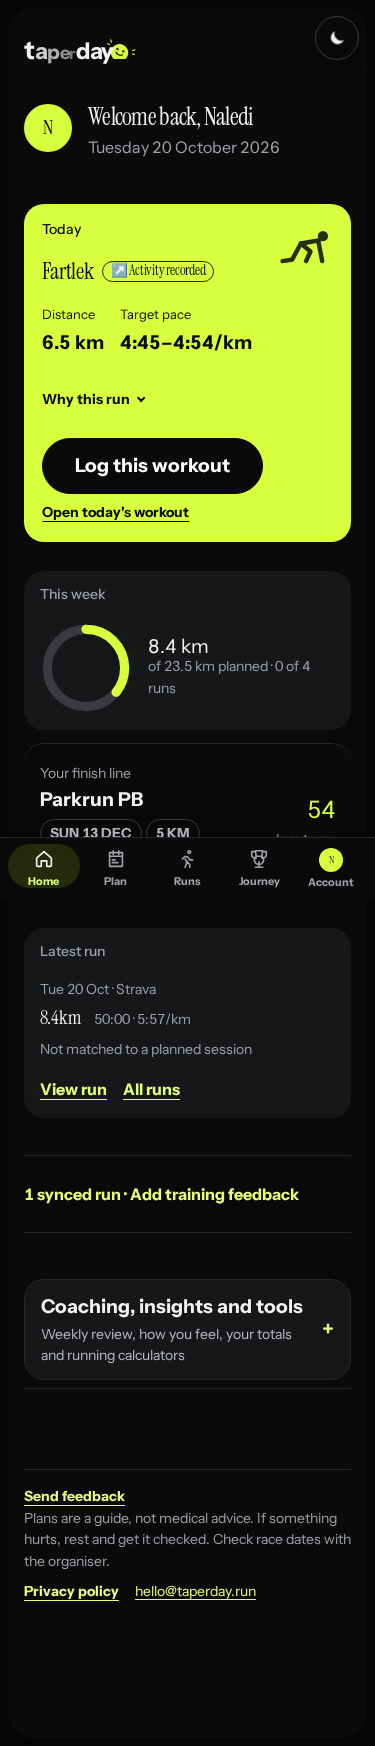 taperday
N
Welcome back, Naledi
Tuesday 20 October 2026
Today
Fartlek
↗ Activity recorded
Distance
Target pace
6.5 km
4:45–4:54/km
Why this run
Log this workout
Open today's workout
This week
8.4 km
of 23.5 km planned · 0 of 4
runs
Your finish line
Parkrun PB
54
SUN 13 DEC
5 KM
Home
Plan
Runs
Journey
N
Account
Latest run
Tue 20 Oct · Strava
8.4km
50:00 · 5:57/km
Not matched to a planned session
View run
All runs
1 synced run · Add training feedback
Coaching, insights and tools
+
Weekly review, how you feel, your totals
and running calculators
Send feedback
Plans are a guide, not medical advice. If something
hurts, rest and get it checked. Check race dates with
the organiser.
Privacy policy
hello@taperday.run